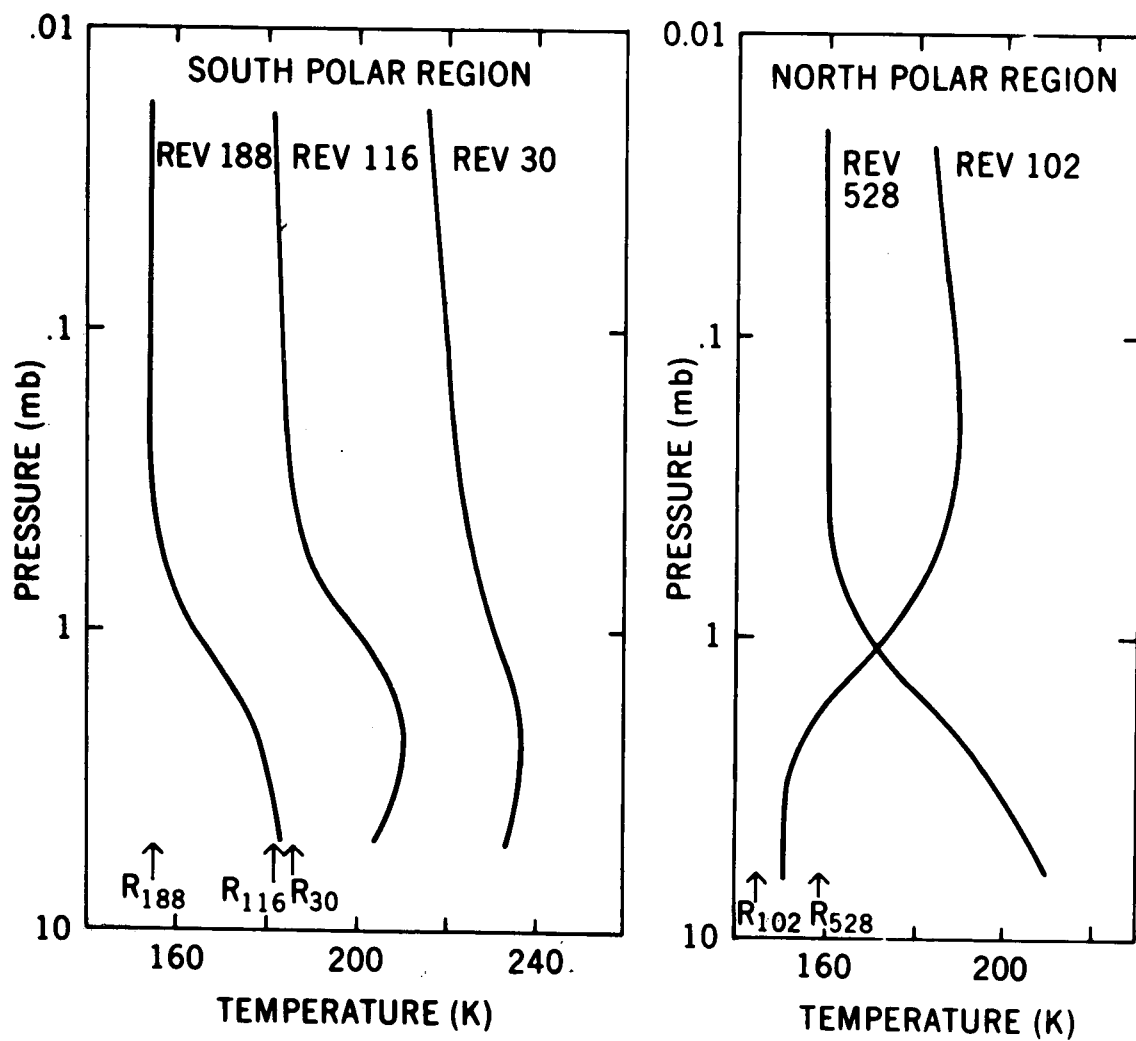 SOUTH POLAR REGION
REV 188
REV 116
REV 30
.01
.1
1
10
PRESSURE (mb)
R188
R116
R30
160
200
240
TEMPERATURE (K)
NORTH POLAR REGION
REV
528
REV 102
0.01
.1
1
10
PRESSURE (mb)
R102
R528
160
200
TEMPERATURE (K)